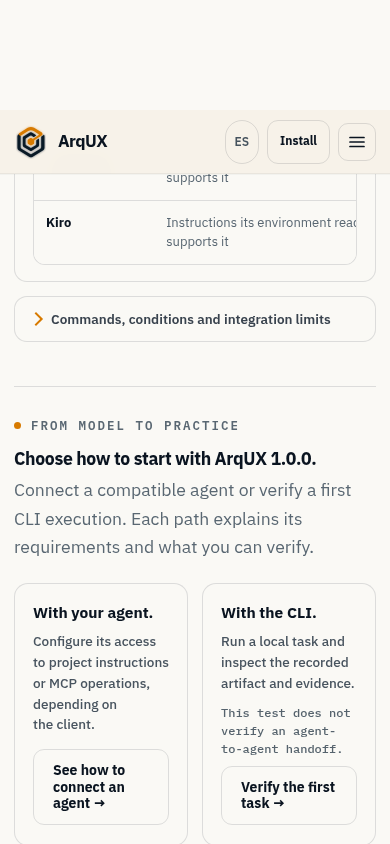 ArqUX
ES
Install
supports it
Kiro
Instructions its environment read
supports it
Commands, conditions and integration limits
FROM MODEL TO PRACTICE
Choose how to start with ArqUX 1.0.0.
Connect a compatible agent or verify a first
CLI execution. Each path explains its
requirements and what you can verify.
With your agent.
Configure its access
to project instructions
or MCP operations,
depending on
the client.
See how to
connect an
agent →
With the CLI.
Run a local task and
inspect the recorded
artifact and evidence.
This test does not
verify an agent-
to-agent handoff.
Verify the first
task →